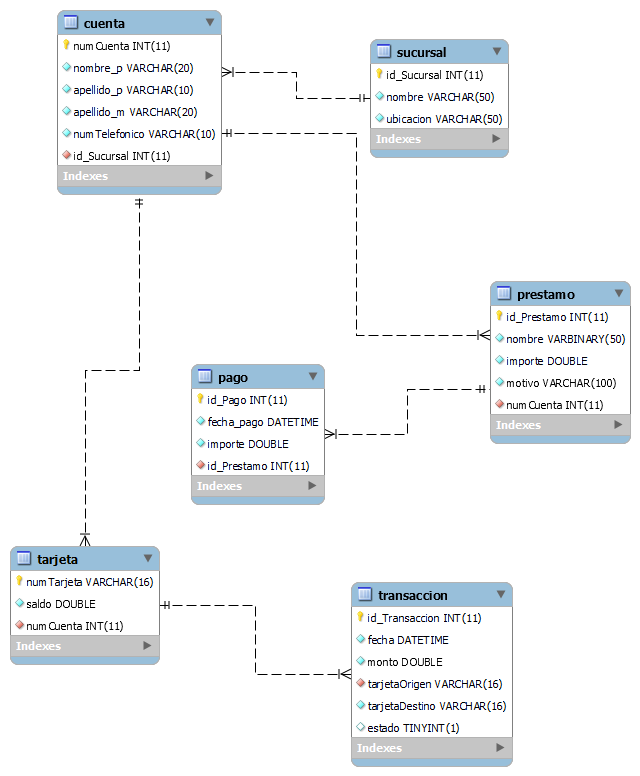 cuenta
numCuenta INT(11)
nombre_p VARCHAR(20)
apellido_p VARCHAR(10)
apellido_m VARCHAR(20)
numTelefonico VARCHAR(10)
id_Sucursal INT(11)
Indexes
sucursal
id_Sucursal INT(11)
nombre VARCHAR(50)
ubicacion VARCHAR(50)
Indexes
prestamo
id_Prestamo INT(11)
nombre VARBINARY(50)
importe DOUBLE
motivo VARCHAR(100)
numCuenta INT(11)
Indexes
pago
id_Pago INT(11)
fecha_pago DATETIME
importe DOUBLE
id_Prestamo INT(11)
Indexes
tarjeta
numTarjeta VARCHAR(16)
saldo DOUBLE
numCuenta INT(11)
Indexes
transaccion
id_Transaccion INT(11)
fecha DATETIME
monto DOUBLE
tarjetaOrigen VARCHAR(16)
tarjetaDestino VARCHAR(16)
estado TINYINT(1)
Indexes